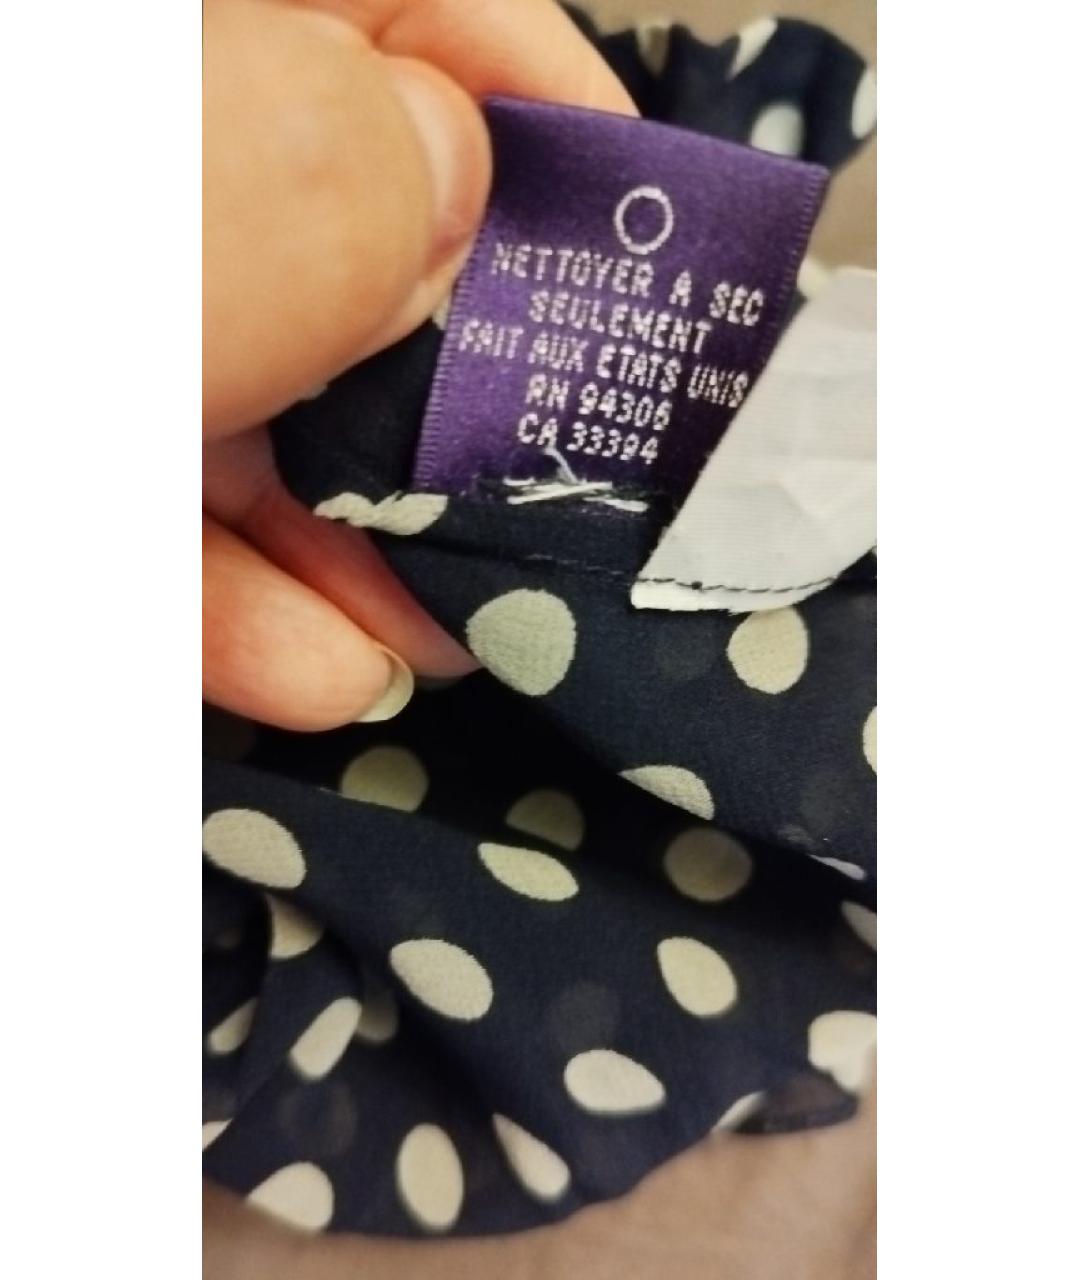 NETTOYER A SEC
SEULEMENT
FAIT AUX ETATS UNIS
RN 94306
CA 33394